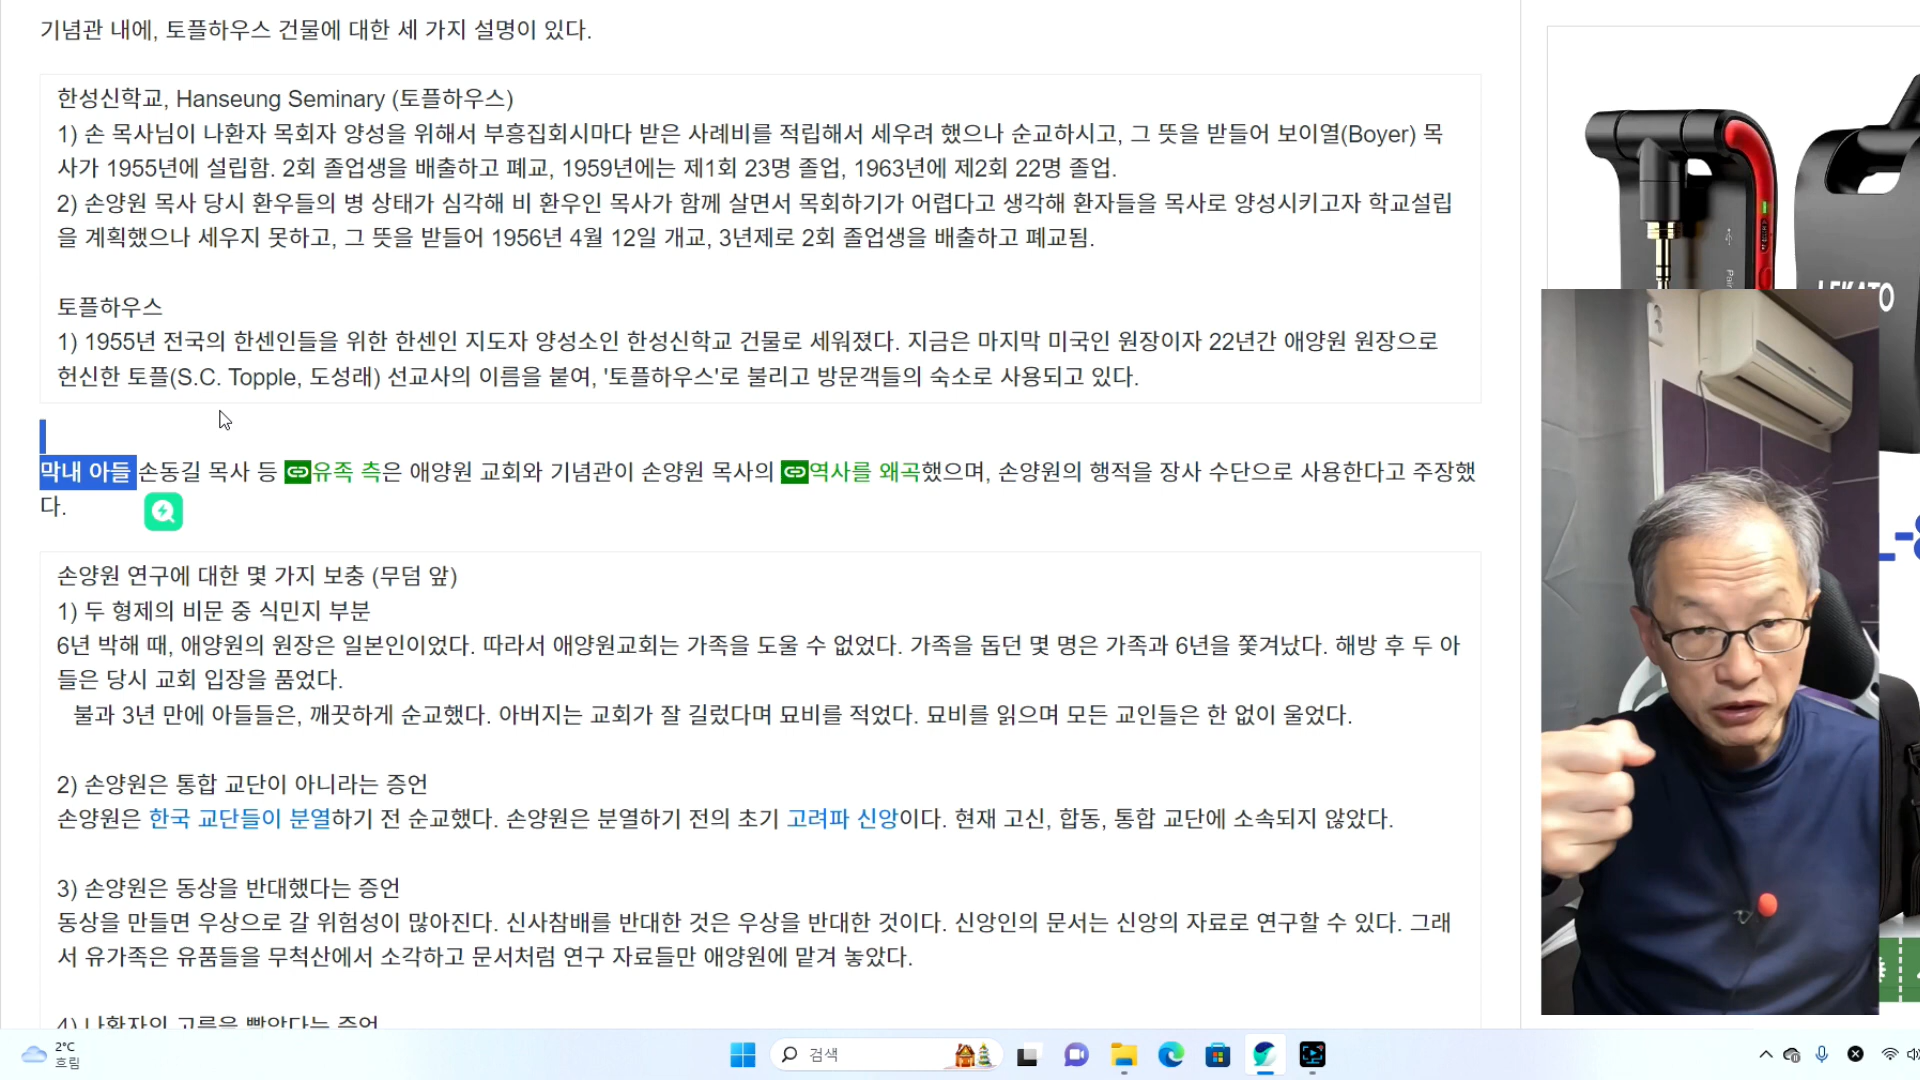 기념관 내에, 토플하우스 건물에 대한 세 가지 설명이 있다.
한성신학교, Hanseung Seminary (토플하우스)
1) 손 목사님이 나환자 목회자 양성을 위해서 부흥집회시마다 받은 사례비를 적립해서 세우려 했으나 순교하시고, 그 뜻을 받들어 보이열(Boyer) 목
사가 1955년에 설립함. 2회 졸업생을 배출하고 폐교, 1959년에는 제1회 23명 졸업, 1963년에 제2회 22명 졸업.
2) 손양원 목사 당시 환우들의 병 상태가 심각해 비 환우인 목사가 함께 살면서 목회하기가 어렵다고 생각해 환자들을 목사로 양성시키고자 학교설립
을 계획했으나 세우지 못하고, 그 뜻을 받들어 1956년 4월 12일 개교, 3년제로 2회 졸업생을 배출하고 폐교됨.
토플하우스
1) 1955년 전국의 한센인들을 위한 한센인 지도자 양성소인 한성신학교 건물로 세워졌다. 지금은 마지막 미국인 원장이자 22년간 애양원 원장으로
헌신한 토플(S.C. Topple, 도성래) 선교사의 이름을 붙여, '토플하우스'로 불리고 방문객들의 숙소로 사용되고 있다.
막내 아들 손동길 목사 등 유족 측은 애양원 교회와 기념관이 손양원 목사의 역사를 왜곡했으며, 손양원의 행적을 장사 수단으로 사용한다고 주장했
다.
손양원 연구에 대한 몇 가지 보충 (무덤 앞)
1) 두 형제의 비문 중 식민지 부분
6년 박해 때, 애양원의 원장은 일본인이었다. 따라서 애양원교회는 가족을 도울 수 없었다. 가족을 돕던 몇 명은 가족과 6년을 쫓겨났다. 해방 후 두 아
들은 당시 교회 입장을 품었다.
불과 3년 만에 아들들은, 깨끗하게 순교했다. 아버지는 교회가 잘 길렀다며 묘비를 적었다. 묘비를 읽으며 모든 교인들은 한 없이 울었다.
2) 손양원은 통합 교단이 아니라는 증언
손양원은 한국 교단들이 분열하기 전 순교했다. 손양원은 분열하기 전의 초기 고려파 신앙이다. 현재 고신, 합동, 통합 교단에 소속되지 않았다.
3) 손양원은 동상을 반대했다는 증언
동상을 만들면 우상으로 갈 위험성이 많아진다. 신사참배를 반대한 것은 우상을 반대한 것이다. 신앙인의 문서는 신앙의 자료로 연구할 수 있다. 그래
서 유가족은 유품들을 무척산에서 소각하고 문서처럼 연구 자료들만 애양원에 맡겨 놓았다.
4) 나환자의 고름을 빨았다는 증언
2°C
흐림
검색